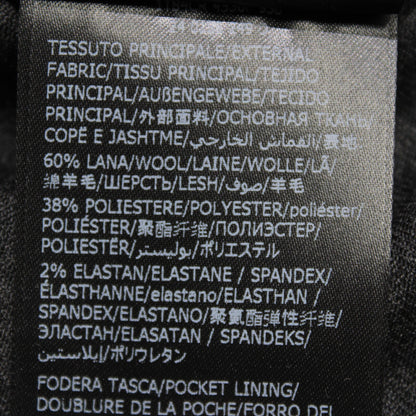 TESSUTO PRINCIPALE/EXTERNAL
FABRIC/TISSU PRINCIPAL/TEJIDO
PRINCIPAL/AUßENGEWEBE/TECIDO
PRINCIPAL/外部面料/ОСНОВНАЯ ТКАНЬ/
COPË E JASHTME/القماش الخارجي/表地
60% LANA/WOOL/LAINE/WOLLE/LÃ/
绵羊毛/ШЕРСТЬ/LESH/صوف/羊毛
38% POLIESTERE/POLYESTER/poliéster/
POLIÉSTER/聚酯纤维/ПОЛИЭСТЕР/
POLIESTËR/بوليستر/ポリエステル
2% ELASTAN/ELASTANE / SPANDEX/
ÉLASTHANNE/elastano/ELASTHAN /
SPANDEX/ELASTANO/聚氨酯弹性纤维/
ЭЛАСТАН/ELASATAN / SPANDEKS/
إيلاستين/ポリウレタン
FODERA TASCA/POCKET LINING/
DOUBLURE DE LA POCHE/FORRO DEL